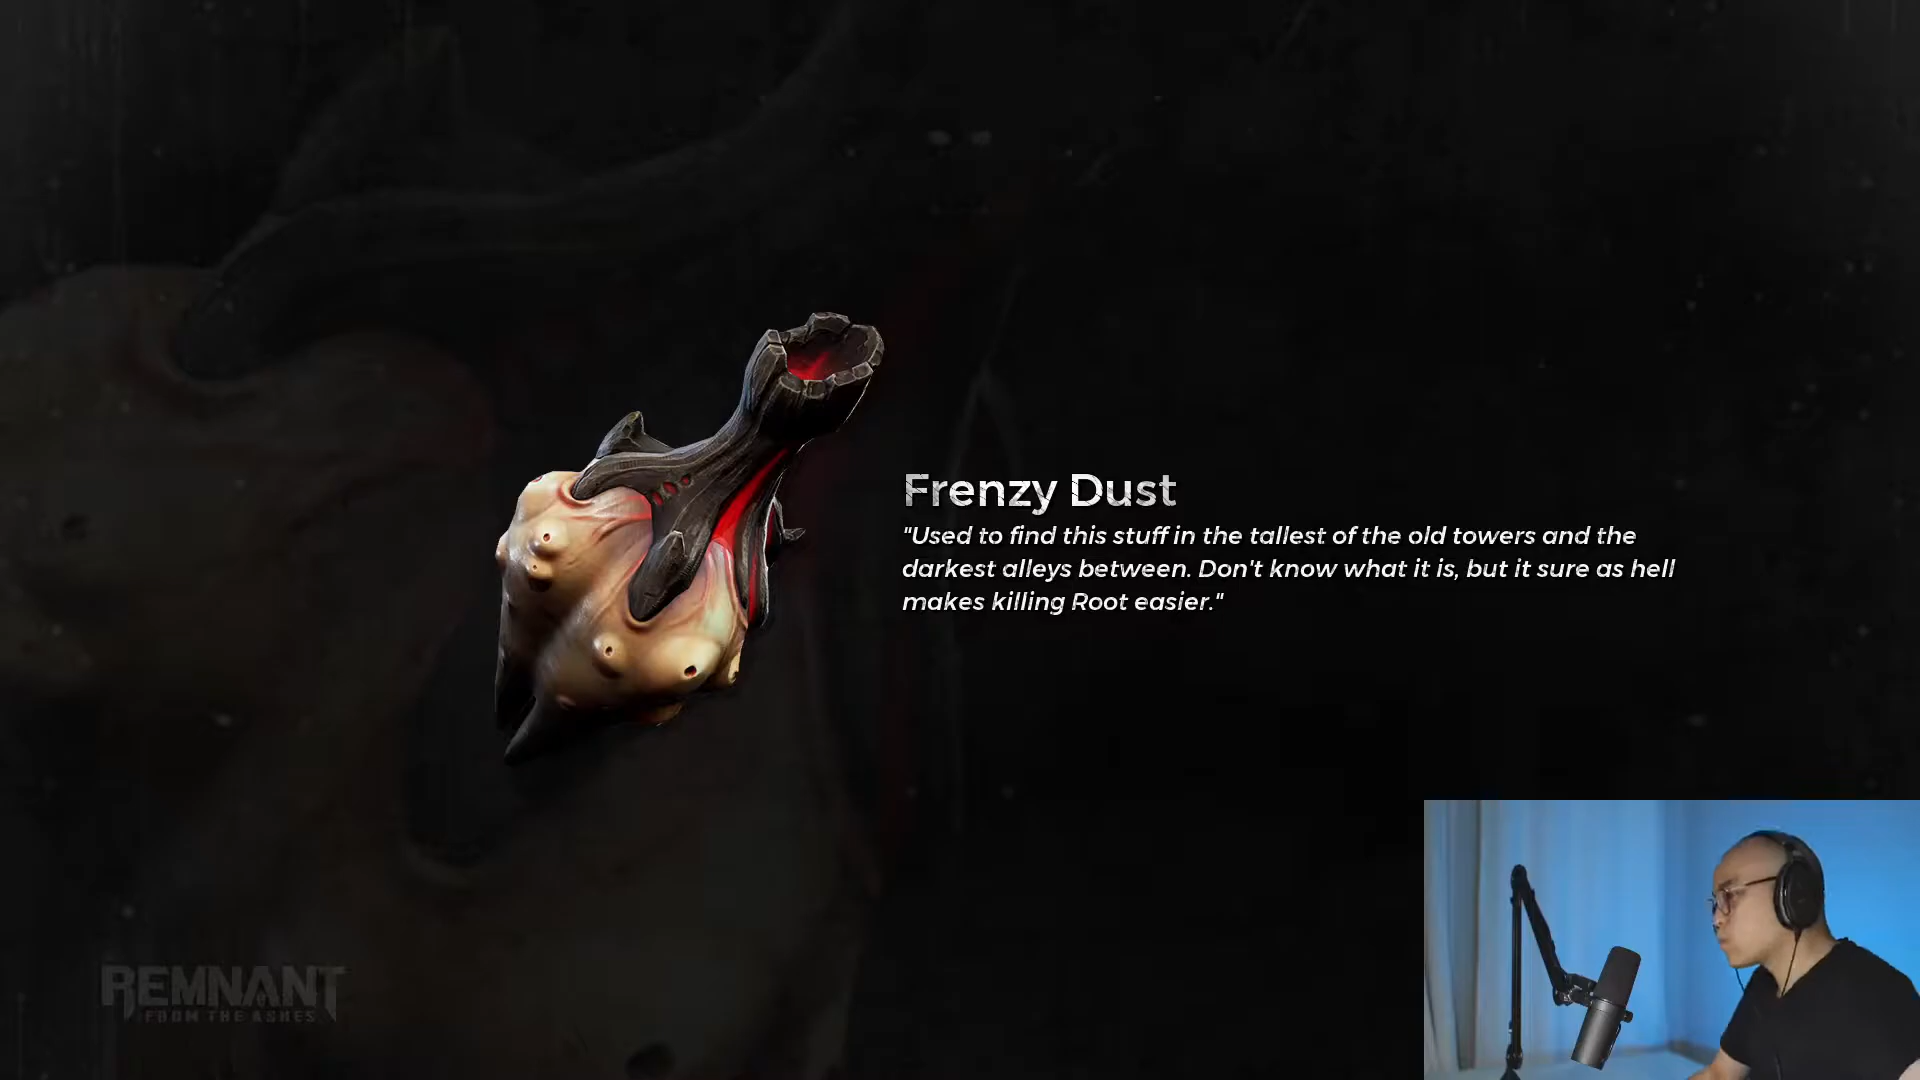 Frenzy Dust
"Used to find this stuff in the tallest of the old towers and the
darkest alleys between. Don't know what it is, but it sure as hell
makes killing Root easier."
REMNANT
FROM THE ASHES